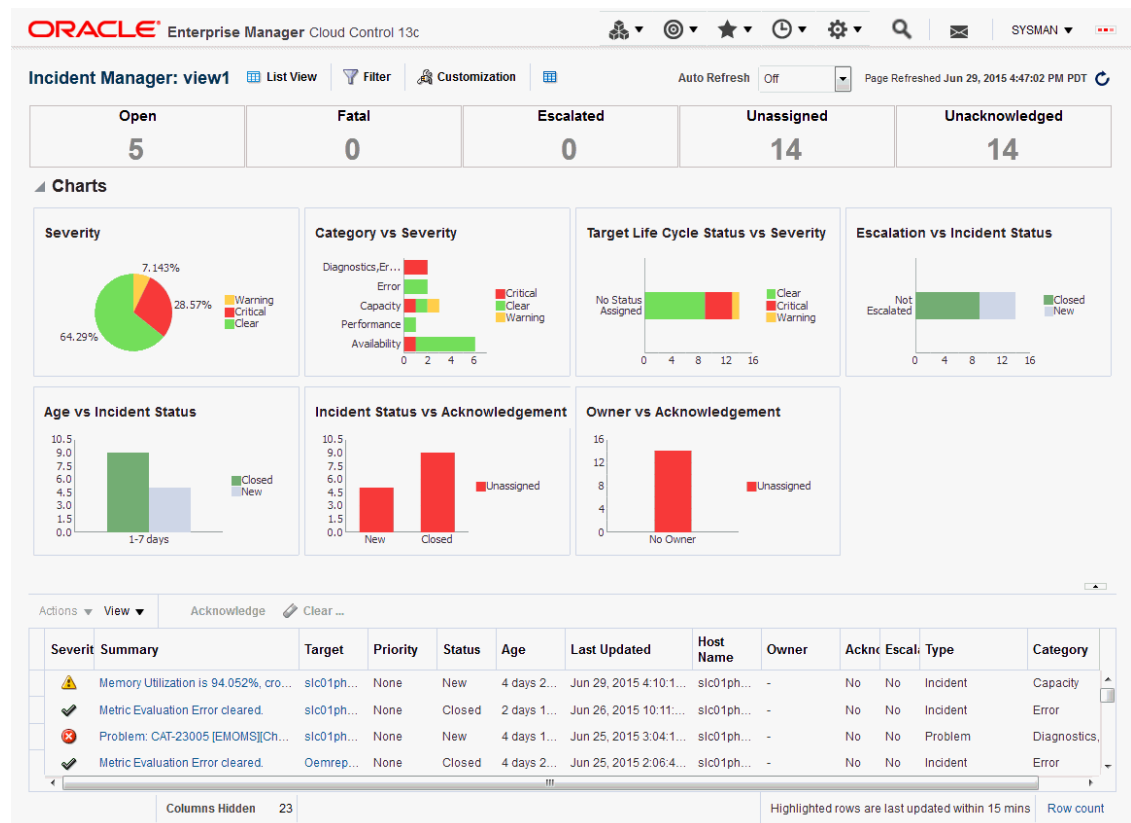 ORACLE® Enterprise Manager Cloud Control 13c SYSMAN
Incident Manager: view1 List View Filter Customization Auto Refresh Off Page Refreshed Jun 29, 2015 4:47:02 PM PDT
Open Fatal Escalated Unassigned Unacknowledged
5 0 0 14 14
Charts
Severity
7.143%
28.57%
64.29%
Warning
Critical
Clear
Category vs Severity
Diagnostics,Er...
Error
Capacity
Performance
Availability
0 2 4 6
Critical
Clear
Warning
Target Life Cycle Status vs Severity
No Status
Assigned
0 4 8 12 16
Clear
Critical
Warning
Escalation vs Incident Status
Not
Escalated
0 4 8 12 16
Closed
New
Age vs Incident Status
10.5
9.0
7.5
6.0
4.5
3.0
1.5
0.0
1-7 days
Closed
New
Incident Status vs Acknowledgement
10.5
9.0
7.5
6.0
4.5
3.0
1.5
0.0
New Closed
Unassigned
Owner vs Acknowledgement
16
12
8
4
0
No Owner
Unassigned
Actions View Acknowledge Clear ...
Severit Summary Target Priority Status Age Last Updated Host Name Owner Ackno Escala Type Category
Memory Utilization is 94.052%, cro... slc01ph... None New 4 days 2... Jun 29, 2015 4:10:1... slc01ph... - No No Incident Capacity
Metric Evaluation Error cleared. slc01ph... None Closed 2 days 1... Jun 26, 2015 10:11:... slc01ph... - No No Incident Error
Problem: CAT-23005 [EMOMS][Ch... slc01ph... None New 4 days 1... Jun 25, 2015 3:04:1... slc01ph... - No No Problem Diagnostics,
Metric Evaluation Error cleared. Oemrep... None Closed 4 days 2... Jun 25, 2015 2:06:4... slc01ph... - No No Incident Error
Columns Hidden 23 Highlighted rows are last updated within 15 mins Row count